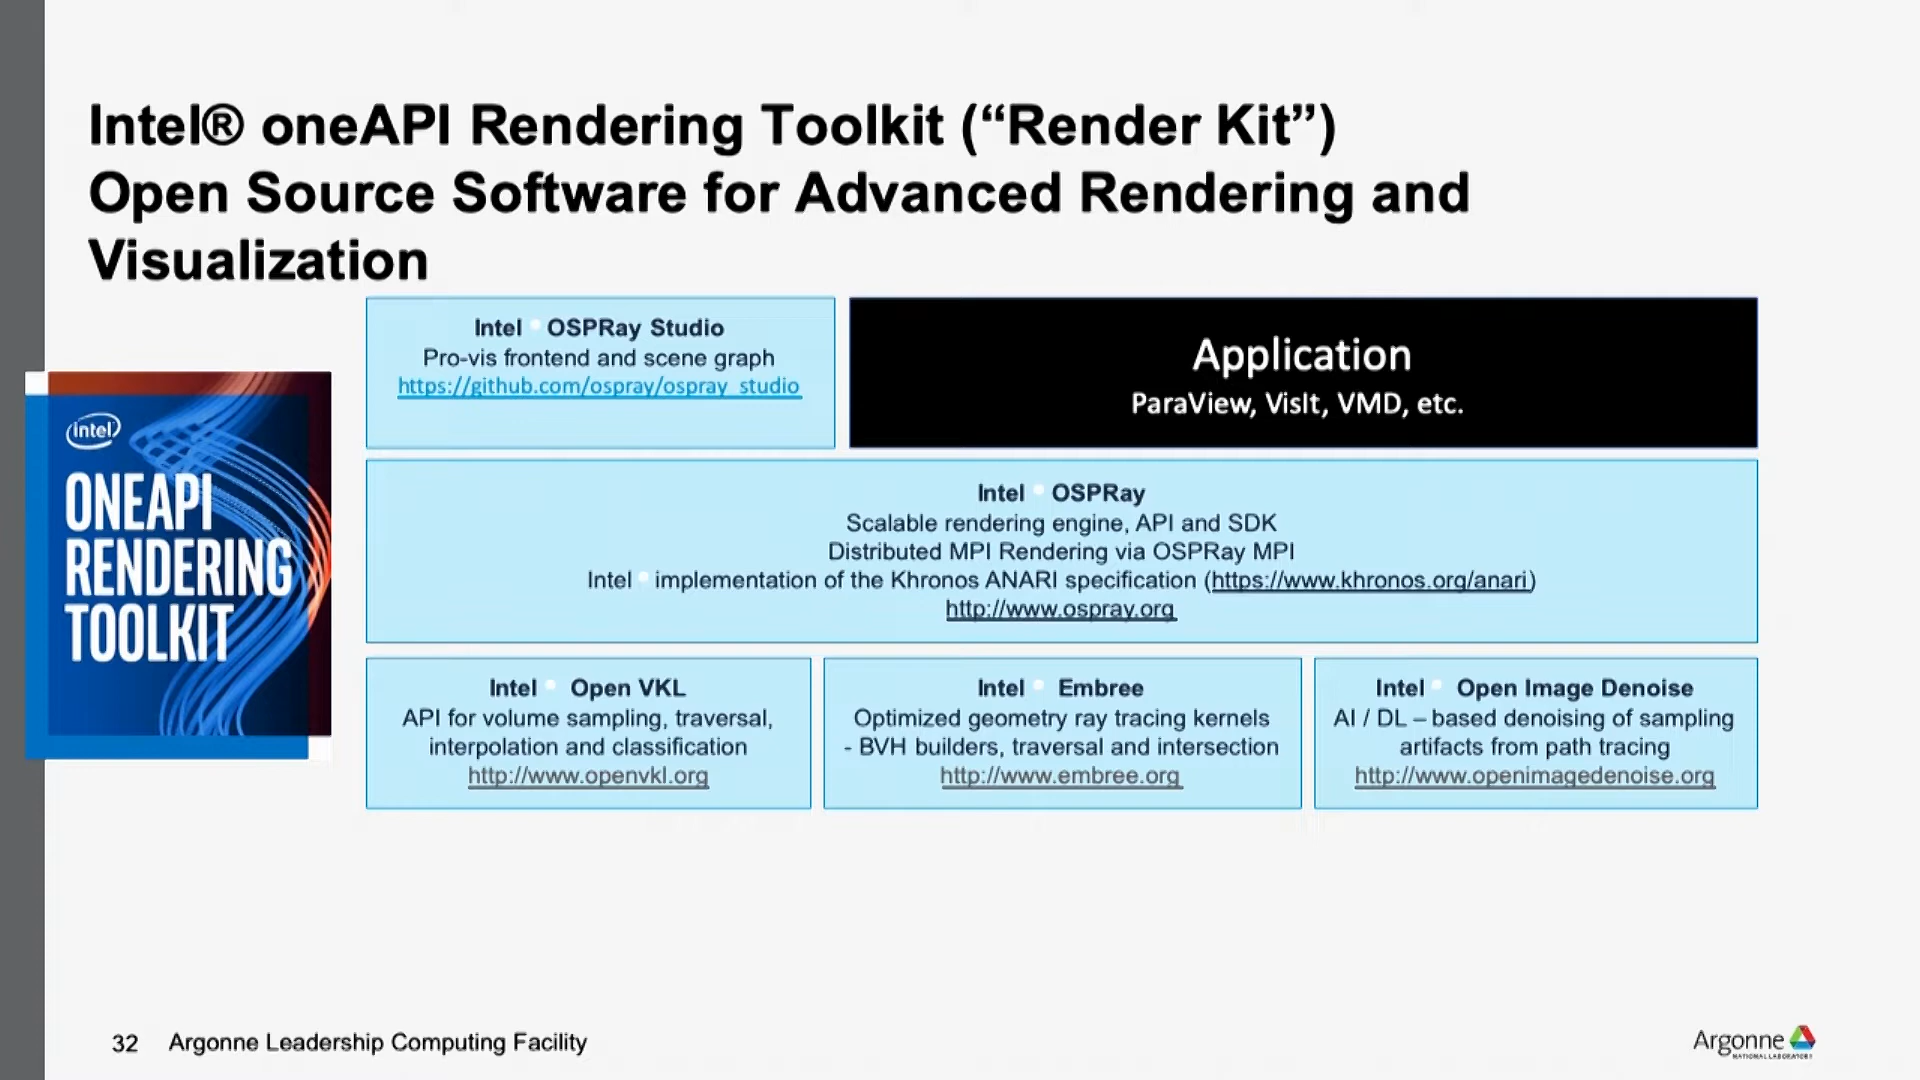 Intel® oneAPI Rendering Toolkit (“Render Kit”)
Open Source Software for Advanced Rendering and
Visualization
Intel OSPRay Studio
Pro-vis frontend and scene graph
https://github.com/ospray/ospray_studio
Application
ParaView, VisIt, VMD, etc.
intel
ONEAPI
RENDERING
TOOLKIT
Intel OSPRay
Scalable rendering engine, API and SDK
Distributed MPI Rendering via OSPRay MPI
Intel implementation of the Khronos ANARI specification (https://www.khronos.org/anari)
http://www.ospray.org
Intel Open VKL
API for volume sampling, traversal,
interpolation and classification
http://www.openvkl.org
Intel Embree
Optimized geometry ray tracing kernels
- BVH builders, traversal and intersection
http://www.embree.org
Intel Open Image Denoise
AI / DL – based denoising of sampling
artifacts from path tracing
http://www.openimagedenoise.org
32 Argonne Leadership Computing Facility
Argonne
NATIONAL LABORATORY